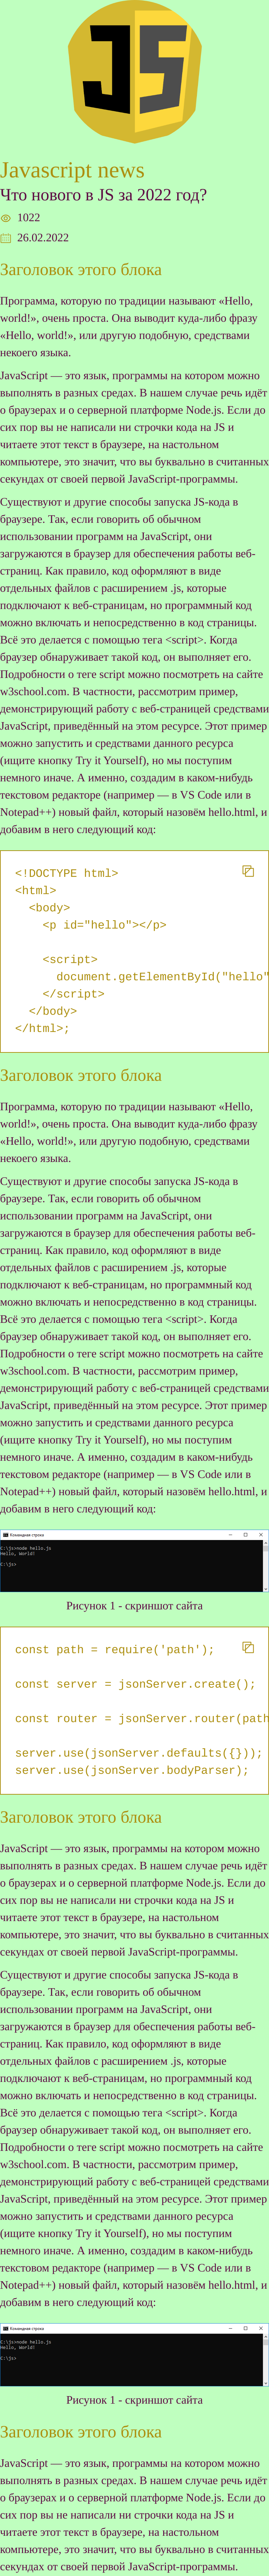 JS
Javascript news
Что нового в JS за 2022 год?
1022
26.02.2022
Заголовок этого блока
Программа, которую по традиции называют «Hello,
world!», очень проста. Она выводит куда-либо фразу
«Hello, world!», или другую подобную, средствами
некоего языка.
JavaScript — это язык, программы на котором можно
выполнять в разных средах. В нашем случае речь идёт
о браузерах и о серверной платформе Node.js. Если до
сих пор вы не написали ни строчки кода на JS и
читаете этот текст в браузере, на настольном
компьютере, это значит, что вы буквально в считанных
секундах от своей первой JavaScript-программы.
Существуют и другие способы запуска JS-кода в
браузере. Так, если говорить об обычном
использовании программ на JavaScript, они
загружаются в браузер для обеспечения работы веб-
страниц. Как правило, код оформляют в виде
отдельных файлов с расширением .js, которые
подключают к веб-страницам, но программный код
можно включать и непосредственно в код страницы.
Всё это делается с помощью тега <script>. Когда
браузер обнаруживает такой код, он выполняет его.
Подробности о теге script можно посмотреть на сайте
w3school.com. В частности, рассмотрим пример,
демонстрирующий работу с веб-страницей средствами
JavaScript, приведённый на этом ресурсе. Этот пример
можно запустить и средствами данного ресурса
(ищите кнопку Try it Yourself), но мы поступим
немного иначе. А именно, создадим в каком-нибудь
текстовом редакторе (например — в VS Code или в
Notepad++) новый файл, который назовём hello.html, и
добавим в него следующий код:
<!DOCTYPE html>
<html>
<body>
<p id="hello"></p>
<script>
document.getElementById("hello"
</script>
</body>
</html>;
Заголовок этого блока
Программа, которую по традиции называют «Hello,
world!», очень проста. Она выводит куда-либо фразу
«Hello, world!», или другую подобную, средствами
некоего языка.
Существуют и другие способы запуска JS-кода в
браузере. Так, если говорить об обычном
использовании программ на JavaScript, они
загружаются в браузер для обеспечения работы веб-
страниц. Как правило, код оформляют в виде
отдельных файлов с расширением .js, которые
подключают к веб-страницам, но программный код
можно включать и непосредственно в код страницы.
Всё это делается с помощью тега <script>. Когда
браузер обнаруживает такой код, он выполняет его.
Подробности о теге script можно посмотреть на сайте
w3school.com. В частности, рассмотрим пример,
демонстрирующий работу с веб-страницей средствами
JavaScript, приведённый на этом ресурсе. Этот пример
можно запустить и средствами данного ресурса
(ищите кнопку Try it Yourself), но мы поступим
немного иначе. А именно, создадим в каком-нибудь
текстовом редакторе (например — в VS Code или в
Notepad++) новый файл, который назовём hello.html, и
добавим в него следующий код:
Командная строка
C:\js>node hello.js
Hello, World!
C:\js>
Рисунок 1 - скриншот сайта
const path = require('path');
const server = jsonServer.create();
const router = jsonServer.router(path
server.use(jsonServer.defaults({}));
server.use(jsonServer.bodyParser);
Заголовок этого блока
JavaScript — это язык, программы на котором можно
выполнять в разных средах. В нашем случае речь идёт
о браузерах и о серверной платформе Node.js. Если до
сих пор вы не написали ни строчки кода на JS и
читаете этот текст в браузере, на настольном
компьютере, это значит, что вы буквально в считанных
секундах от своей первой JavaScript-программы.
Существуют и другие способы запуска JS-кода в
браузере. Так, если говорить об обычном
использовании программ на JavaScript, они
загружаются в браузер для обеспечения работы веб-
страниц. Как правило, код оформляют в виде
отдельных файлов с расширением .js, которые
подключают к веб-страницам, но программный код
можно включать и непосредственно в код страницы.
Всё это делается с помощью тега <script>. Когда
браузер обнаруживает такой код, он выполняет его.
Подробности о теге script можно посмотреть на сайте
w3school.com. В частности, рассмотрим пример,
демонстрирующий работу с веб-страницей средствами
JavaScript, приведённый на этом ресурсе. Этот пример
можно запустить и средствами данного ресурса
(ищите кнопку Try it Yourself), но мы поступим
немного иначе. А именно, создадим в каком-нибудь
текстовом редакторе (например — в VS Code или в
Notepad++) новый файл, который назовём hello.html, и
добавим в него следующий код:
Командная строка
C:\js>node hello.js
Hello, World!
C:\js>
Рисунок 1 - скриншот сайта
Заголовок этого блока
JavaScript — это язык, программы на котором можно
выполнять в разных средах. В нашем случае речь идёт
о браузерах и о серверной платформе Node.js. Если до
сих пор вы не написали ни строчки кода на JS и
читаете этот текст в браузере, на настольном
компьютере, это значит, что вы буквально в считанных
секундах от своей первой JavaScript-программы.